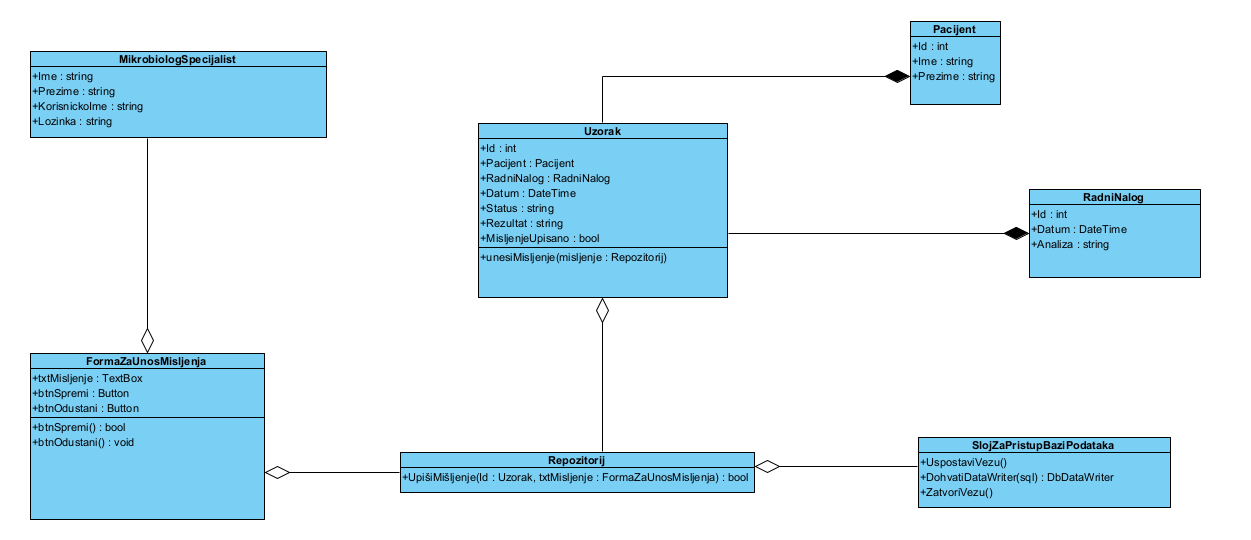 MikrobiologSpecijalist
+Ime : string
+Prezime : string
+KorisnickoIme : string
+Lozinka : string
Pacijent
+Id : int
+Ime : string
+Prezime : string
Uzorak
+Id : int
+Pacijent : Pacijent
+RadniNalog : RadniNalog
+Datum : DateTime
+Status : string
+Rezultat : string
+MisljenjeUpisano : bool
+unesiMisljenje(misljenje : Repozitorij)
RadniNalog
+Id : int
+Datum : DateTime
+Analiza : string
FormaZaUnosMisljenja
+txtMisljenje : TextBox
+btnSpremi : Button
+btnOdustani : Button
+btnSpremi() : bool
+btnOdustani() : void
Repozitorij
+UpišiMišljenje(Id : Uzorak, txtMisljenje : FormaZaUnosMisljenja) : bool
SlojZaPristupBaziPodataka
+UspostaviVezu()
+DohvatiDataWriter(sql) : DbDataWriter
+ZatvoriVezu()